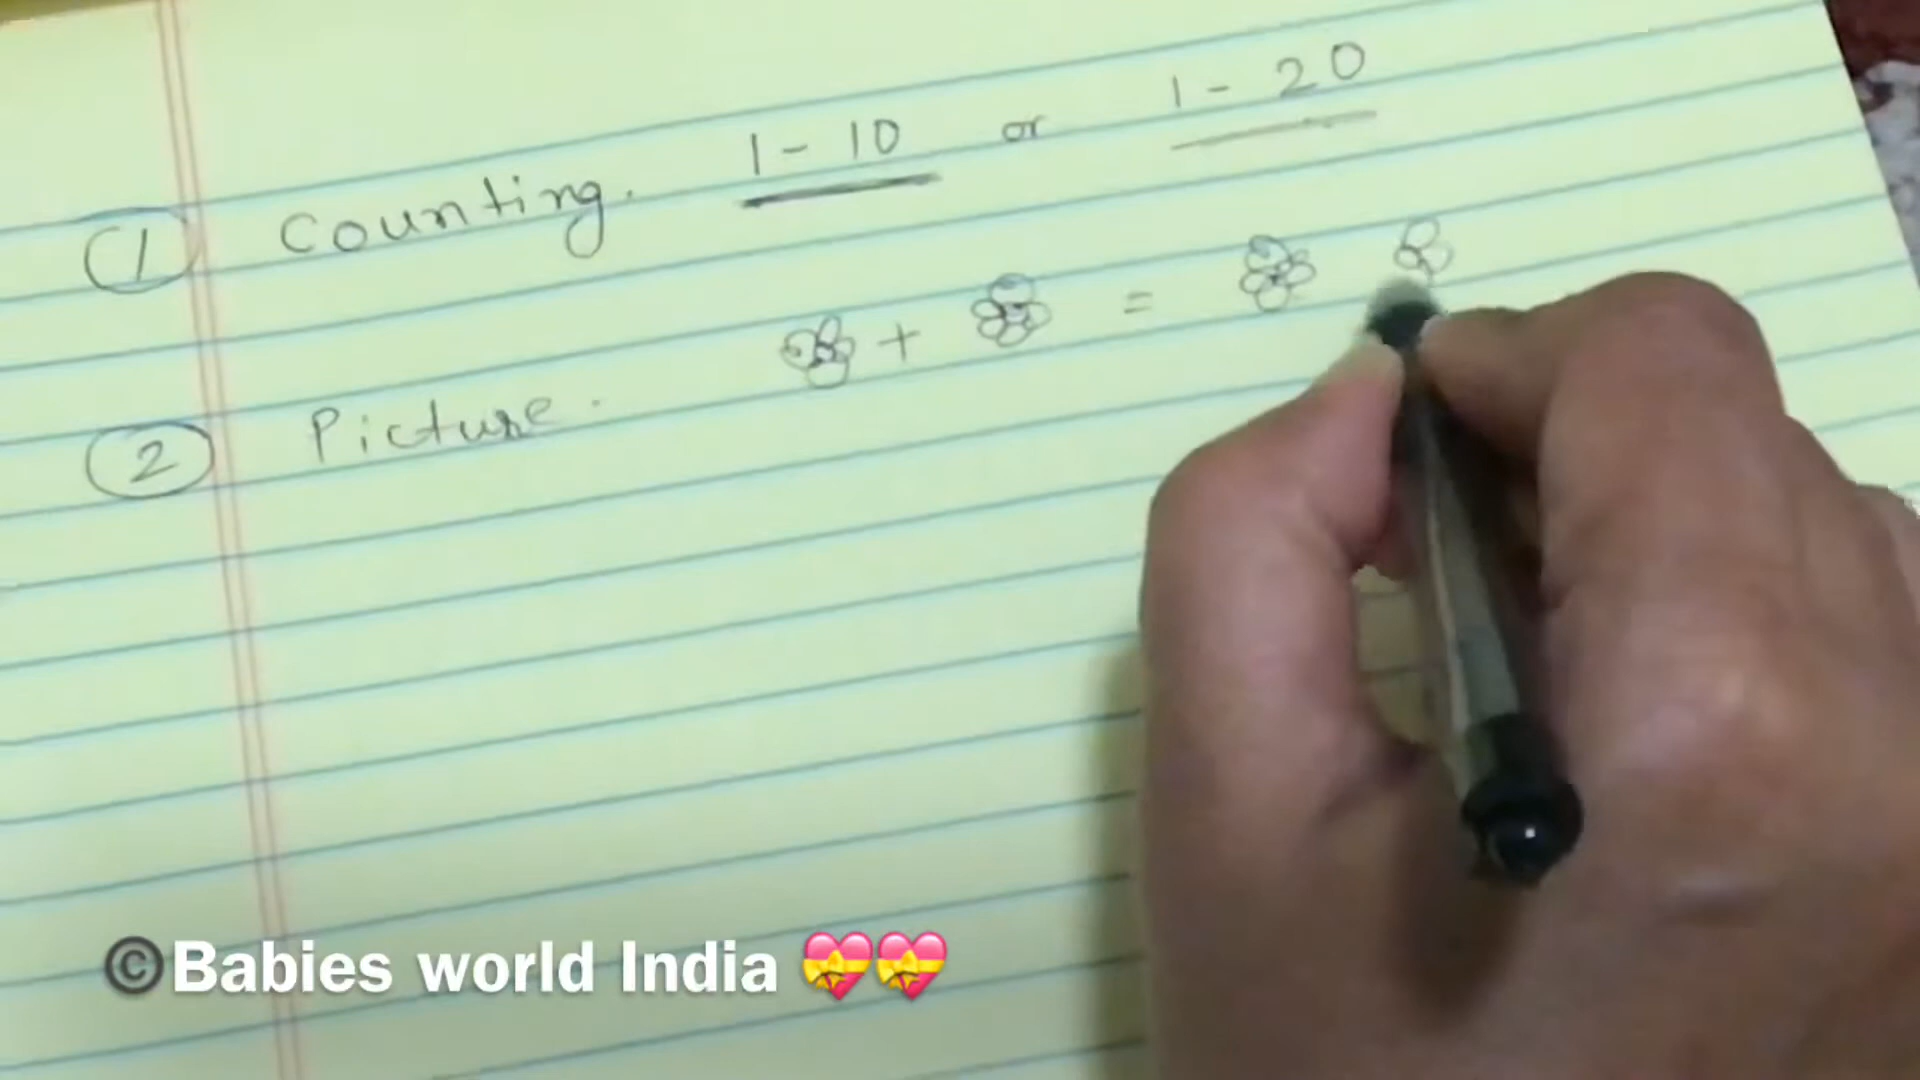 1 Counting. 1 - 10 or 1 - 20
2 Picture. + =
©Babies world India 💝💝